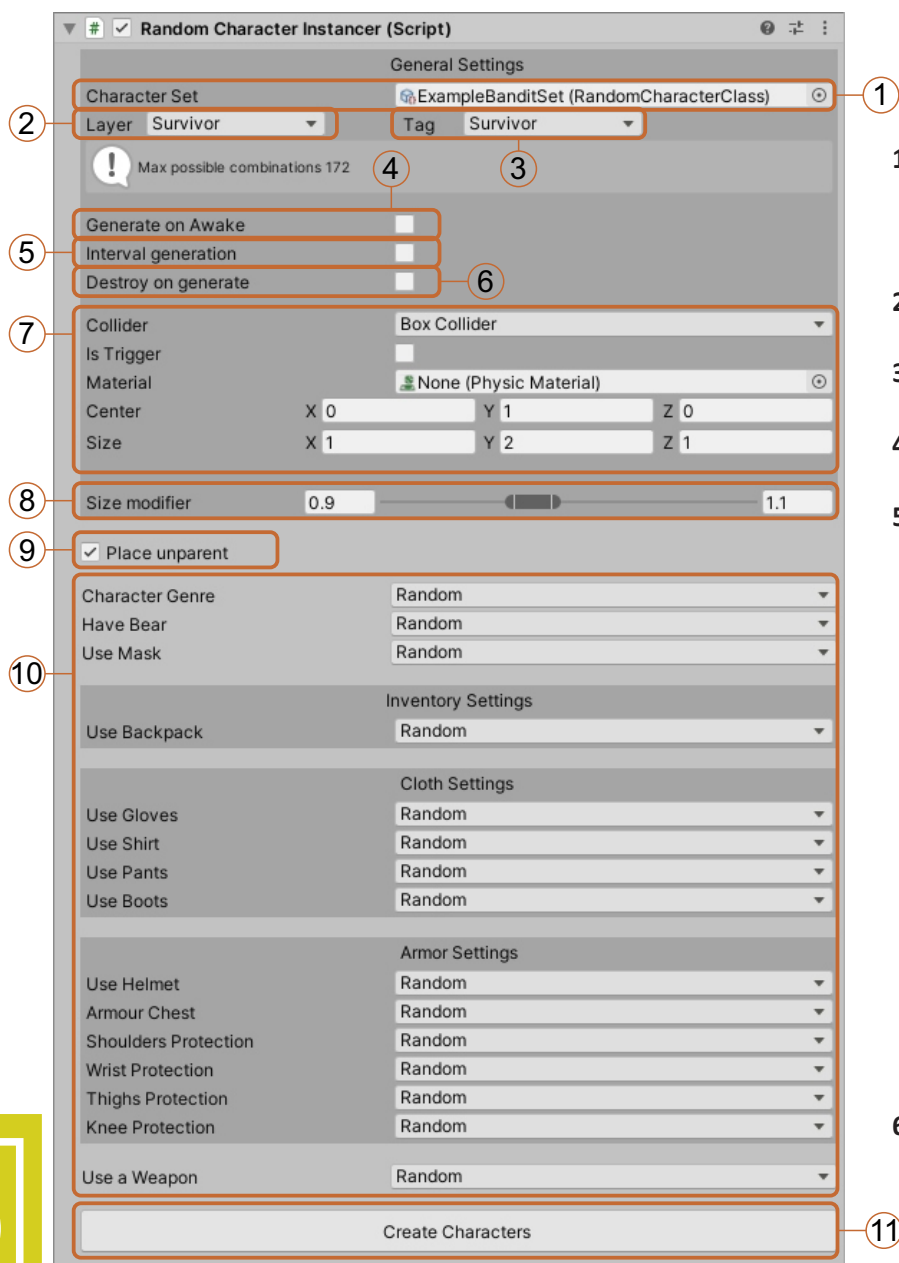 Random Character Instancer (Script)
General Settings
Character Set ExampleBanditSet (RandomCharacterClass) 1
2 Layer Survivor Tag Survivor
! Max possible combinations 172 4 3
Generate on Awake
5 Interval generation
Destroy on generate 6
7 Collider Box Collider
Is Trigger
Material None (Physic Material)
Center X 0 Y 1 Z 0
Size X 1 Y 2 Z 1
8 Size modifier 0.9 1.1
9 Place unparent
Character Genre Random
Have Bear Random
Use Mask Random
10
Inventory Settings
Use Backpack Random
Cloth Settings
Use Gloves Random
Use Shirt Random
Use Pants Random
Use Boots Random
Armor Settings
Use Helmet Random
Armour Chest Random
Shoulders Protection Random
Wrist Protection Random
Thighs Protection Random
Knee Protection Random
Use a Weapon Random
Create Characters 11